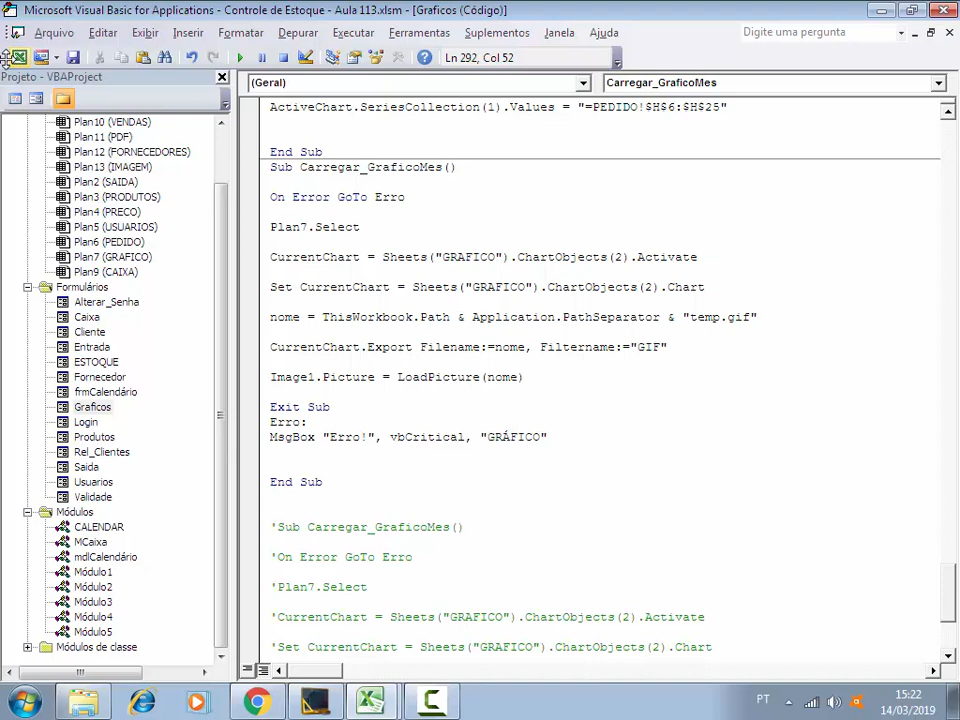 Microsoft Visual Basic for Applications - Controle de Estoque - Aula 113.xlsm - [Graficos (Código)]
Arquivo Editar Exibir Inserir Formatar Depurar Executar Ferramentas Suplementos Janela Ajuda
Digite uma pergunta
Ln 292, Col 52
Projeto - VBAProject
(Geral)
Carregar_GraficoMes
Plan10 (VENDAS)
Plan11 (PDF)
Plan12 (FORNECEDORES)
Plan13 (IMAGEM)
Plan2 (SAIDA)
Plan3 (PRODUTOS)
Plan4 (PRECO)
Plan5 (USUARIOS)
Plan6 (PEDIDO)
Plan7 (GRAFICO)
Plan9 (CAIXA)
Formulários
Alterar_Senha
Caixa
Cliente
Entrada
ESTOQUE
Fornecedor
frmCalendário
Graficos
Login
Produtos
Rel_Clientes
Saida
Usuarios
Validade
Módulos
CALENDAR
MCaixa
mdlCalendário
Módulo1
Módulo2
Módulo3
Módulo4
Módulo5
Módulos de classe
ActiveChart.SeriesCollection(1).Values = "=PEDIDO!$H$6:$H$25"
End Sub
Sub Carregar_GraficoMes()
On Error GoTo Erro
Plan7.Select
CurrentChart = Sheets("GRAFICO").ChartObjects(2).Activate
Set CurrentChart = Sheets("GRAFICO").ChartObjects(2).Chart
nome = ThisWorkbook.Path & Application.PathSeparator & "temp.gif"
CurrentChart.Export Filename:=nome, Filtername:="GIF"
Image1.Picture = LoadPicture(nome)
Exit Sub
Erro:
MsgBox "Erro!", vbCritical, "GRÁFICO"
End Sub
'Sub Carregar_GraficoMes()
'On Error GoTo Erro
'Plan7.Select
'CurrentChart = Sheets("GRAFICO").ChartObjects(2).Activate
'Set CurrentChart = Sheets("GRAFICO").ChartObjects(2).Chart
PT
15:22
14/03/2019